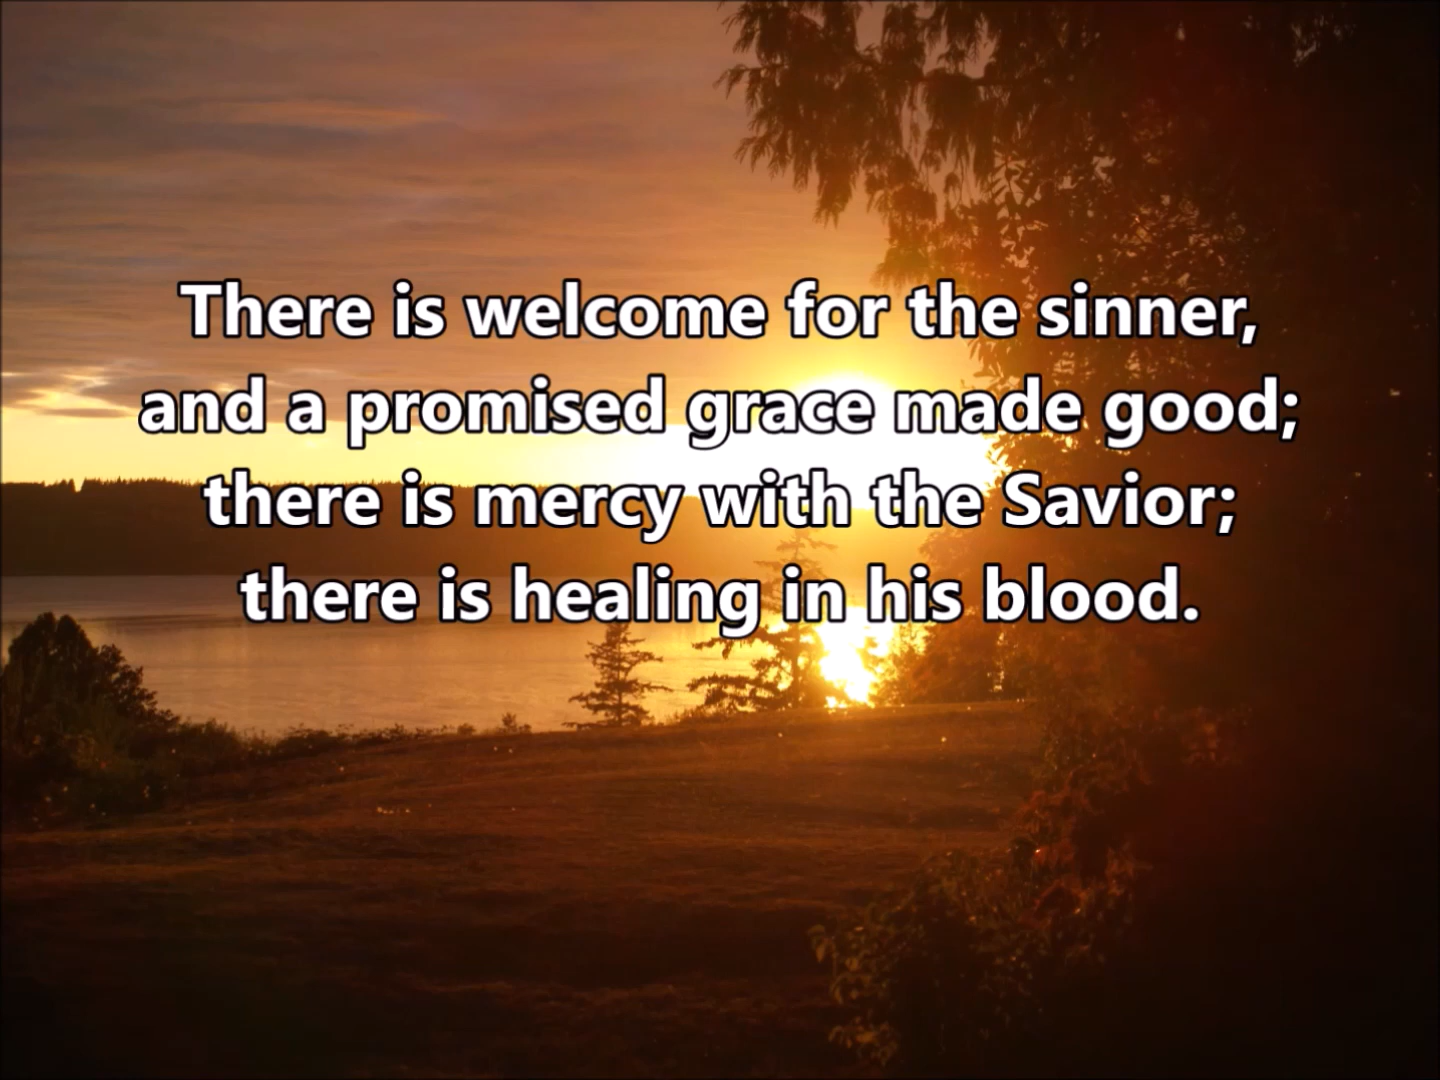 There is welcome for the sinner,
and a promised grace made good;
there is mercy with the Savior;
there is healing in his blood.